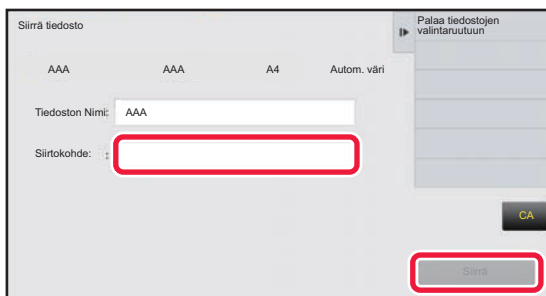 Siirrä tiedosto
Palaa tiedostojen
valintaruutuun
AAA AAA A4 Autom. väri
Tiedoston Nimi: AAA
Siirtokohde: :
CA
Siirrä